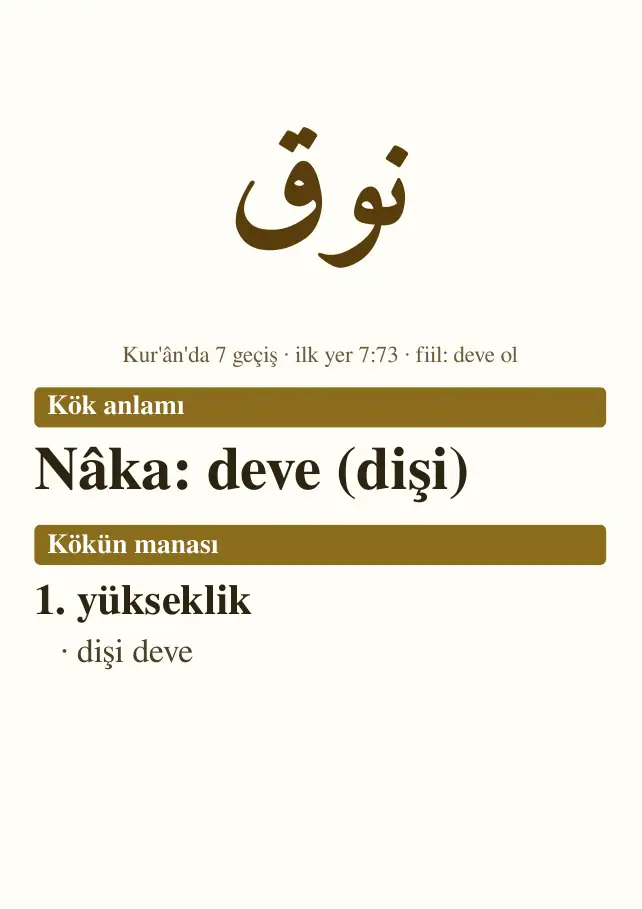 نوق
Kur'ân'da 7 geçiş · ilk yer 7:73 · fiil: deve ol
Kök anlamı
Nâka: deve (dişi)
Kökün manası
1. yükseklik
· dişi deve